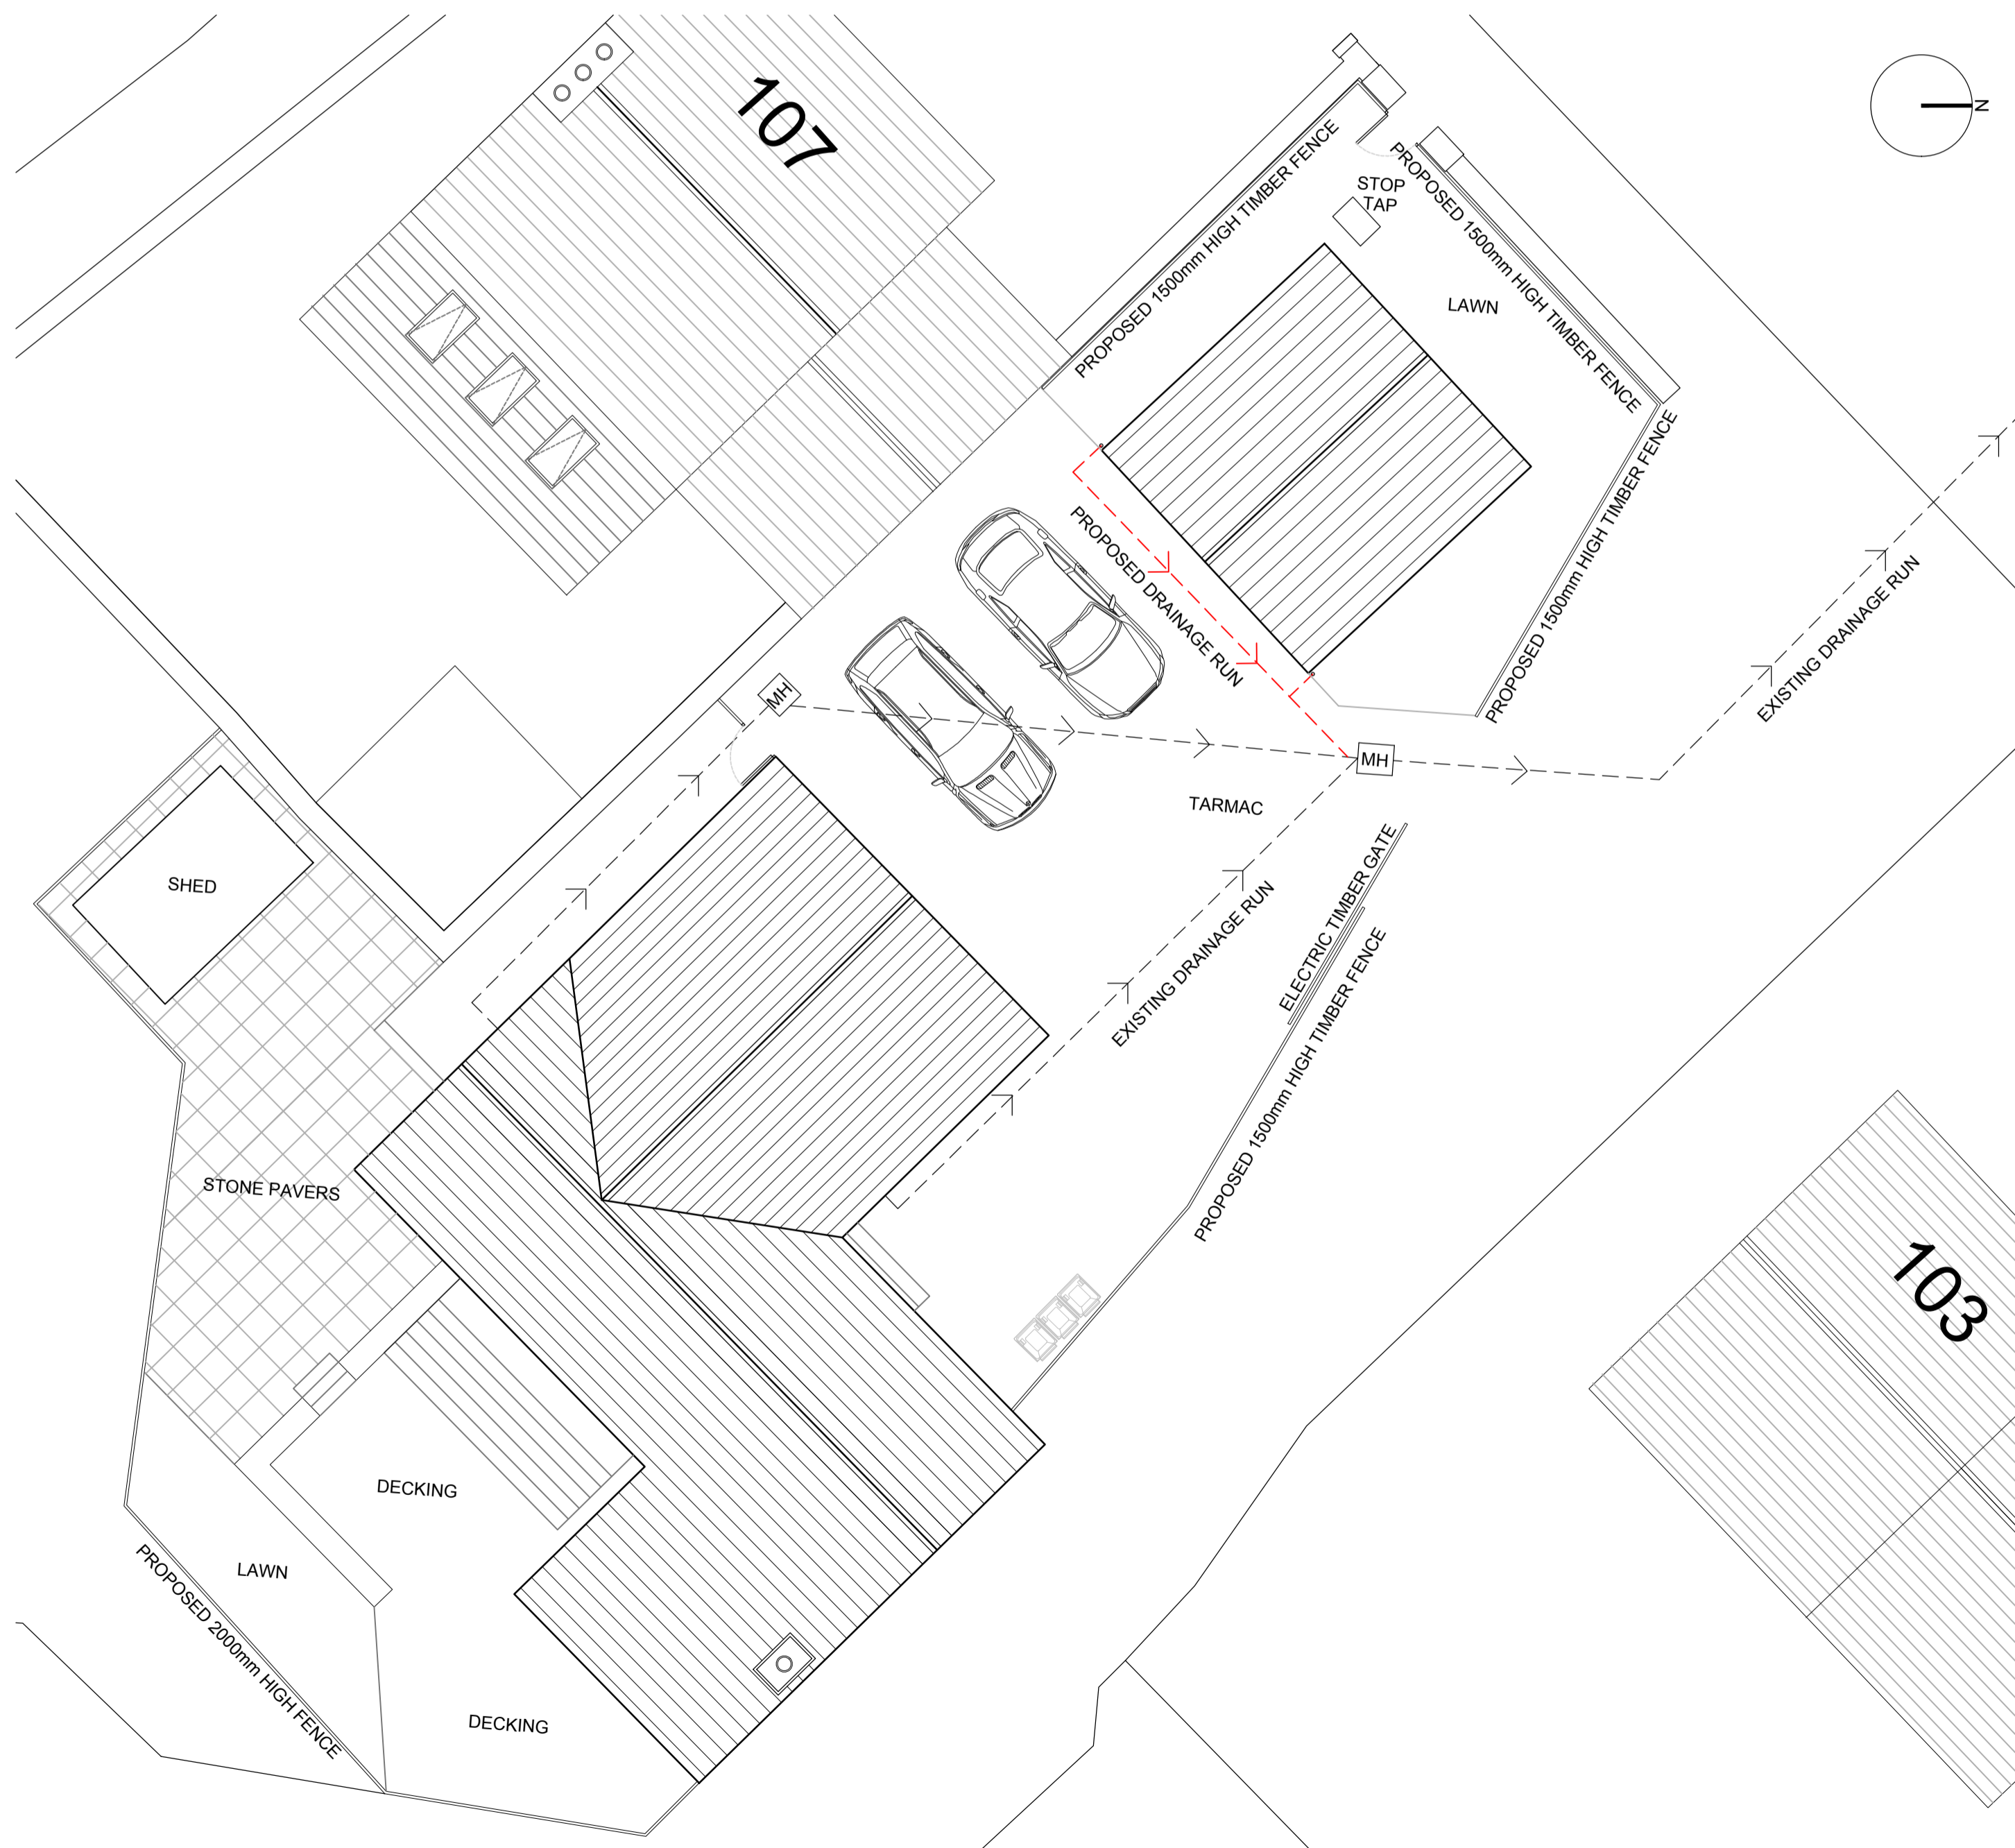 107
N
PROPOSED 1500mm HIGH TIMBER FENCE
STOP
TAP
PROPOSED 1500mm HIGH TIMBER FENCE
LAWN
PROPOSED 1500mm HIGH TIMBER FENCE
PROPOSED DRAINAGE RUN
EXISTING DRAINAGE RUN
MH
MH
TARMAC
SHED
ELECTRIC TIMBER GATE
EXISTING DRAINAGE RUN
PROPOSED 1500mm HIGH TIMBER FENCE
STONE PAVERS
103
DECKING
LAWN
PROPOSED 2000mm HIGH FENCE
DECKING